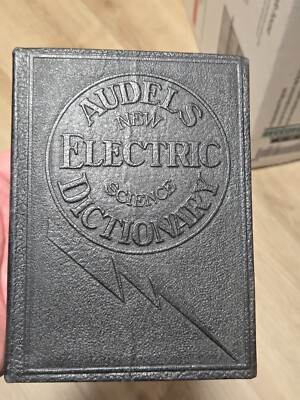 AUDELS
NEW
ELECTRIC
SCIENCE
DICTIONARY